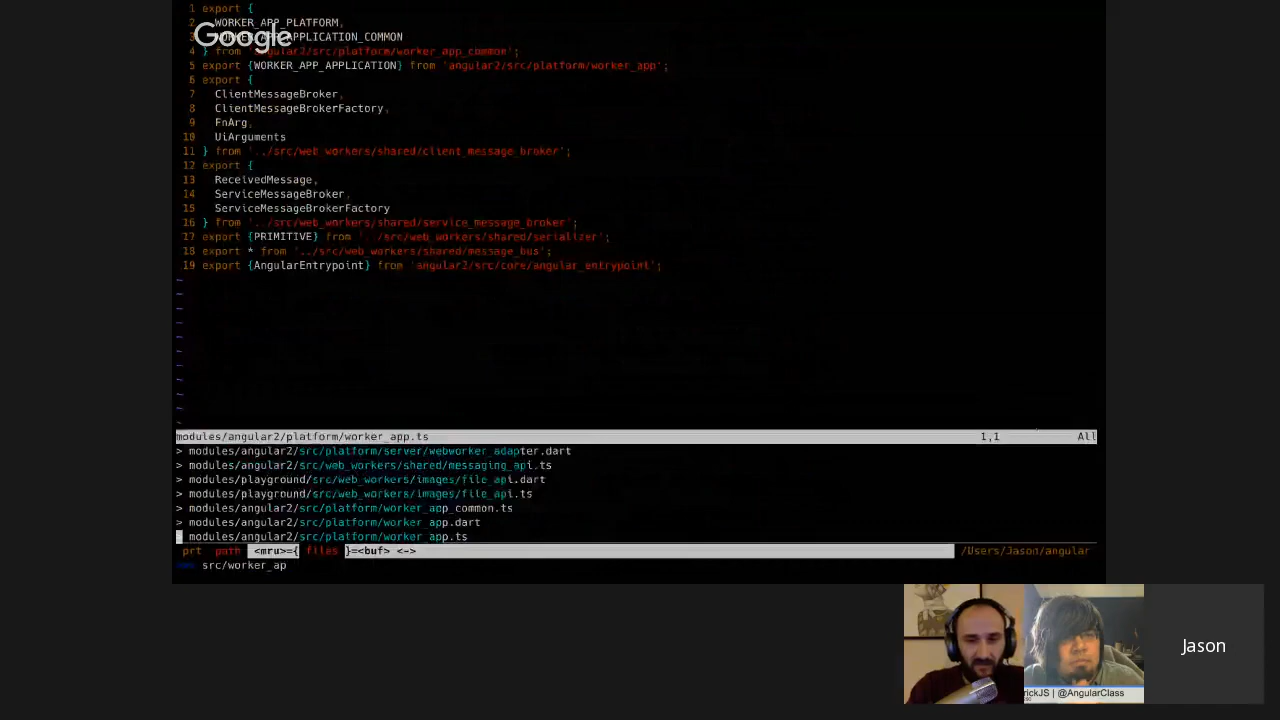 1 export {
2 WORKER_APP_PLATFORM,
Google
3 WORKER_APP_APPLICATION_COMMON
4 } from 'angular2/src/platform/worker_app_common';
5 export {WORKER_APP_APPLICATION} from 'angular2/src/platform/worker_app';
6 export {
7 ClientMessageBroker,
8 ClientMessageBrokerFactory,
9 FnArg,
10 UiArguments
11 } from '../src/web_workers/shared/client_message_broker';
12 export {
13 ReceivedMessage,
14 ServiceMessageBroker,
15 ServiceMessageBrokerFactory
16 } from '../src/web_workers/shared/service_message_broker';
17 export {PRIMITIVE} from '../src/web_workers/shared/serializer';
18 export * from '../src/web_workers/shared/message_bus';
19 export {AngularEntrypoint} from 'angular2/src/core/angular_entrypoint';
~
~
~
~
~
~
~
~
~
~
~
modules/angular2/platform/worker_app.ts 1,1 All
> modules/angular2/src/platform/server/webworker_adapter.dart
> modules/angular2/src/web_workers/shared/messaging_api.ts
> modules/playground/src/web_workers/images/file_api.dart
> modules/playground/src/web_workers/images/file_api.ts
> modules/angular2/src/platform/worker_app_common.ts
> modules/angular2/src/platform/worker_app.dart
> modules/angular2/src/platform/worker_app.ts
prt path <mru>={ files }=<buf> <-> /Users/Jason/angular
src/worker_ap
Jason
rickJS | @AngularClass